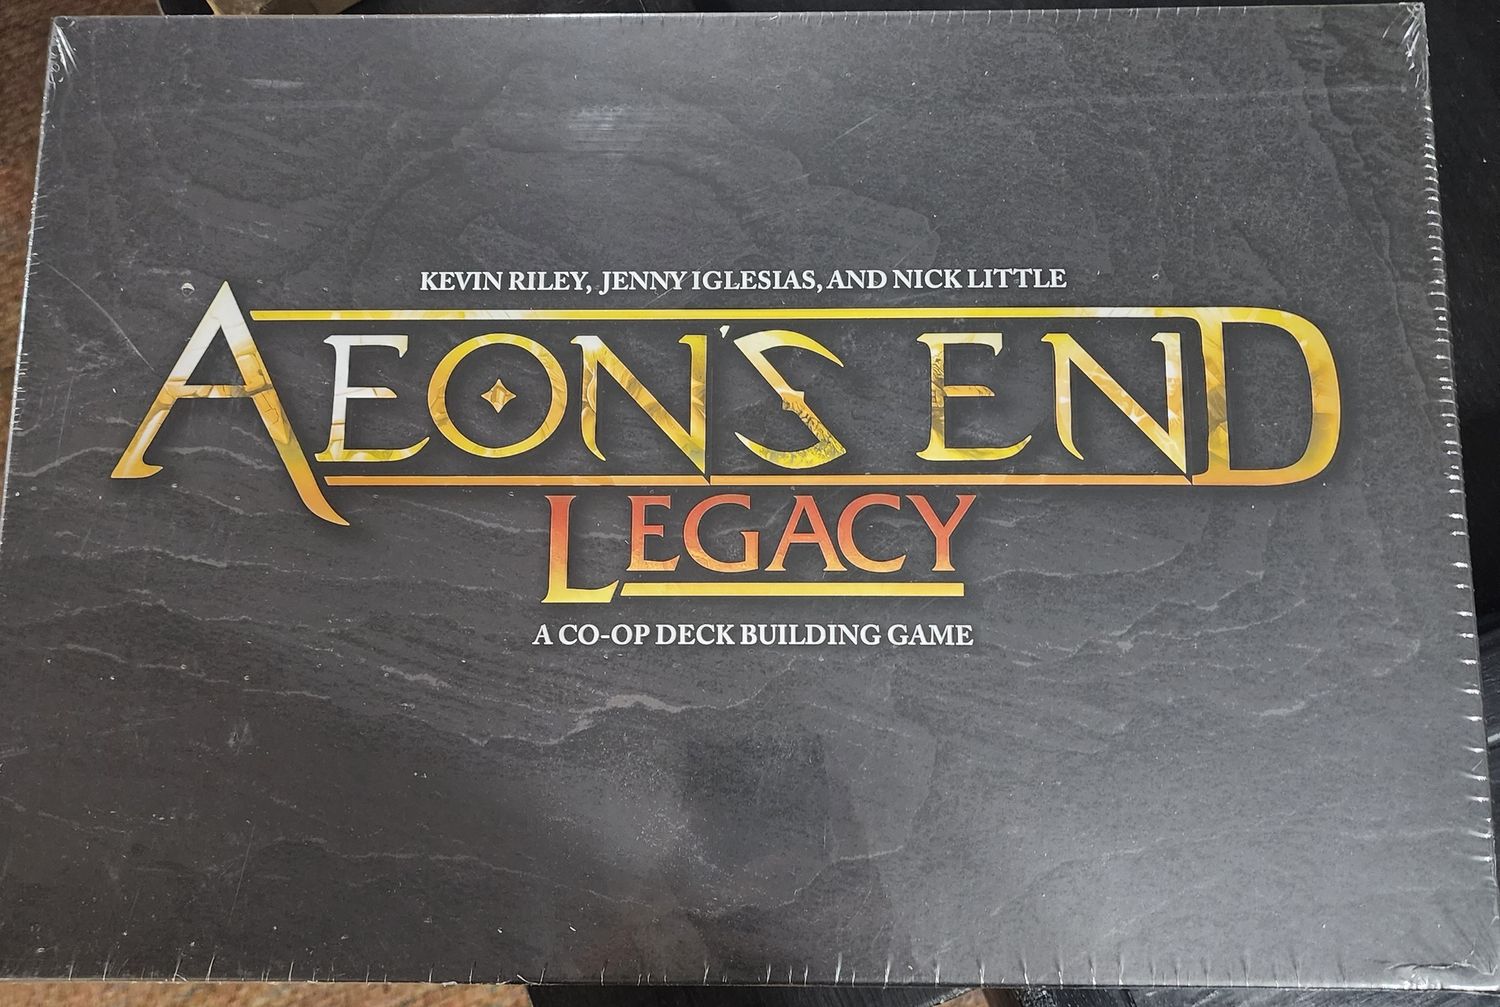 KEVIN RILEY, JENNY IGLESIAS, AND NICK LITTLE
AEON'S END
LEGACY
A CO-OP DECK BUILDING GAME